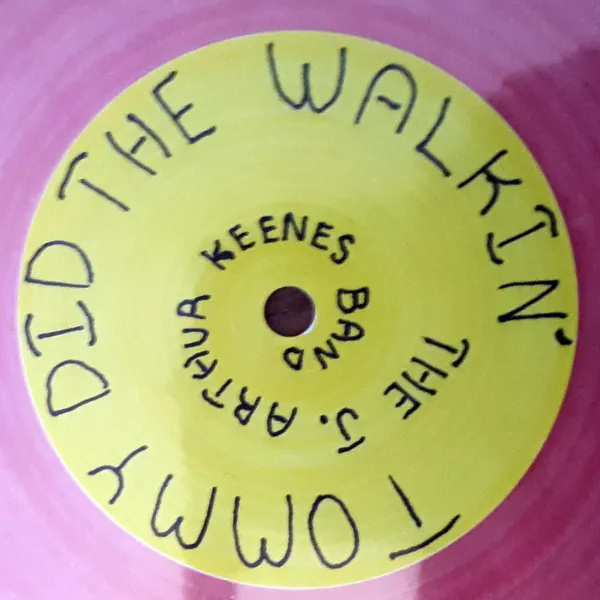 TOMMY DID THE WALKIN'
THE J. ARTHUR KEENES BAND